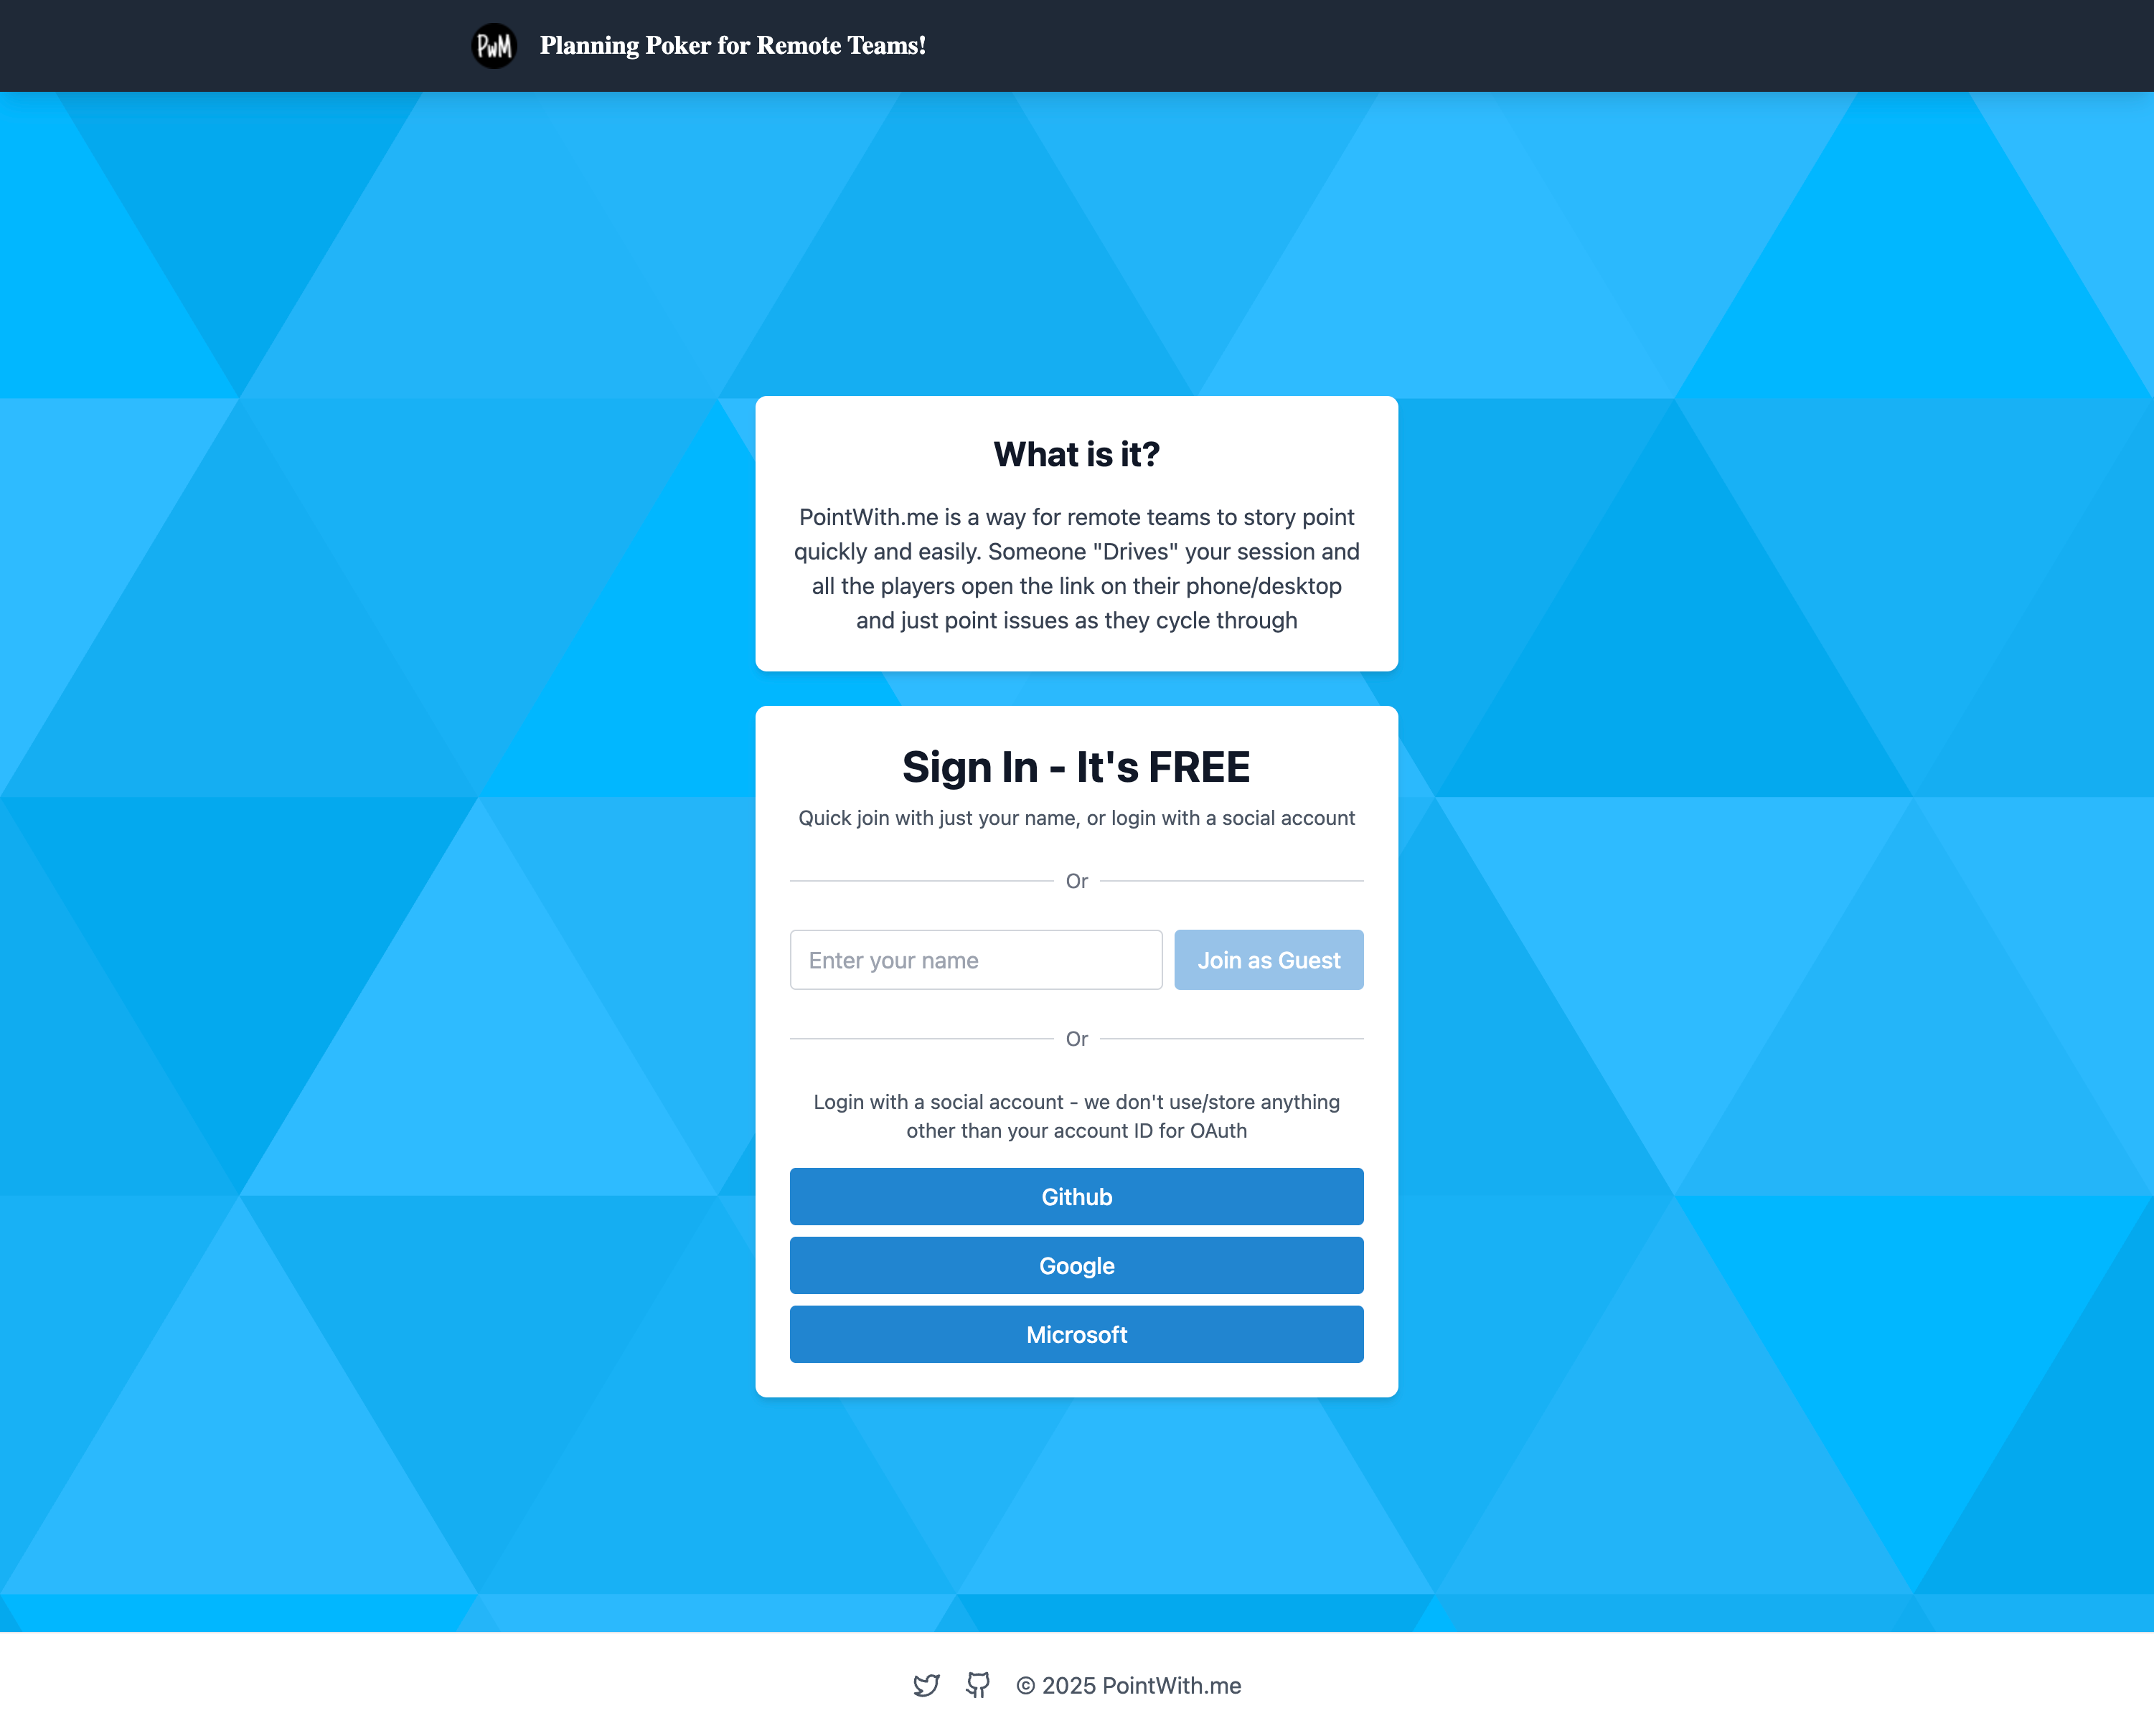 PwM Planning Poker for Remote Teams!
What is it?
PointWith.me is a way for remote teams to story point
quickly and easily. Someone "Drives" your session and
all the players open the link on their phone/desktop
and just point issues as they cycle through
Sign In - It's FREE
Quick join with just your name, or login with a social account
Or
Enter your name Join as Guest
Or
Login with a social account - we don't use/store anything
other than your account ID for OAuth
Github
Google
Microsoft
© 2025 PointWith.me